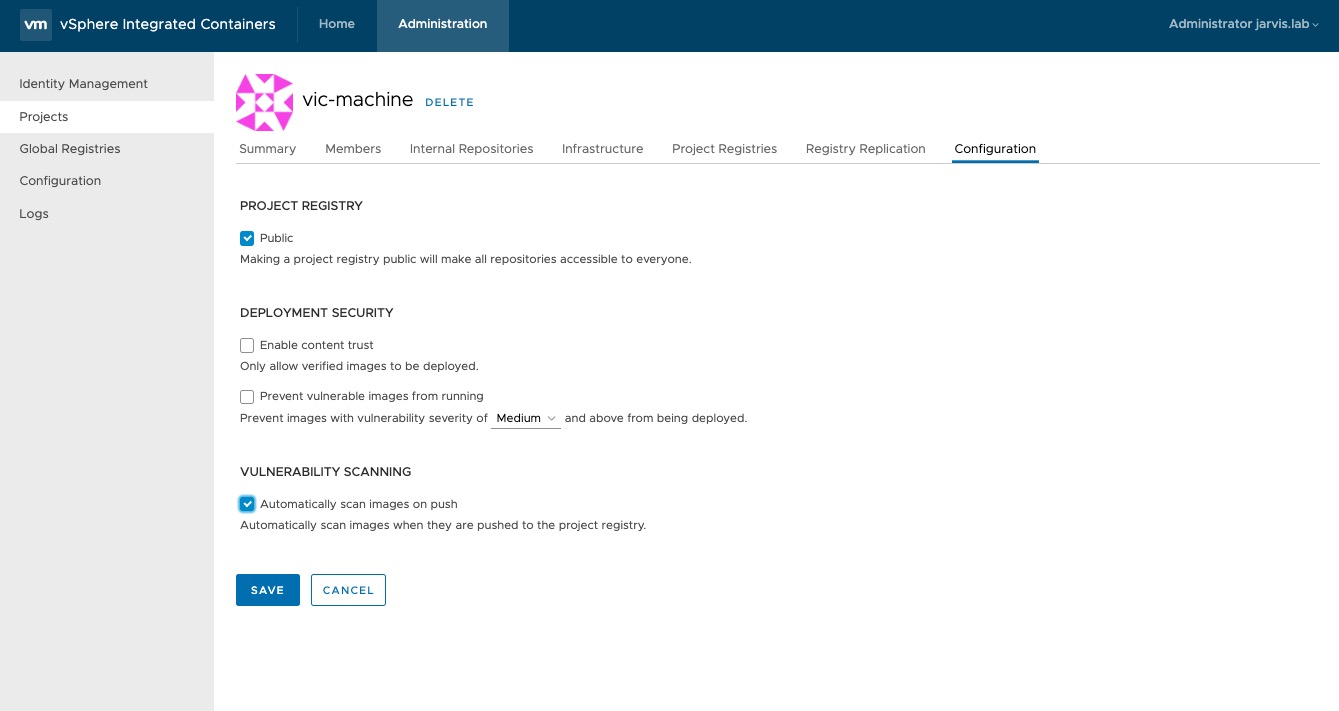 vm vSphere Integrated Containers Home Administration Administrator jarvis.lab
Identity Management
Projects
Global Registries
Configuration
Logs
vic-machine DELETE
Summary Members Internal Repositories Infrastructure Project Registries Registry Replication Configuration
PROJECT REGISTRY
Public
Making a project registry public will make all repositories accessible to everyone.
DEPLOYMENT SECURITY
Enable content trust
Only allow verified images to be deployed.
Prevent vulnerable images from running
Prevent images with vulnerability severity of Medium and above from being deployed.
VULNERABILITY SCANNING
Automatically scan images on push
Automatically scan images when they are pushed to the project registry.
SAVE CANCEL